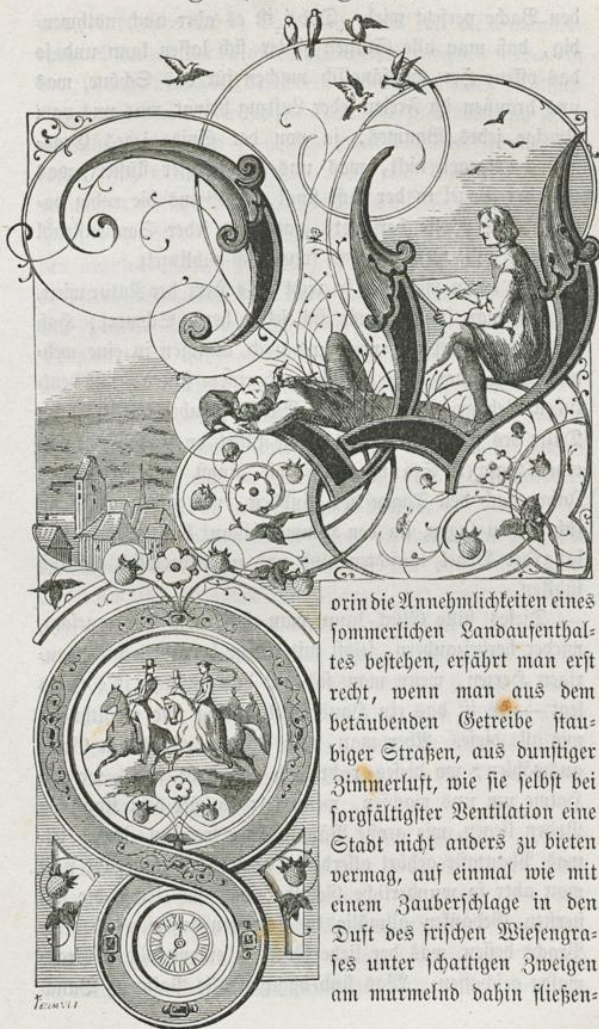 W
orin die Annehmlichkeiten eines
sommerlichen Landaufenthal-
tes bestehen, erfährt man erst
recht, wenn man aus dem
betäubenden Getreibe stau-
biger Straßen, aus dunstiger
Zimmerluft, wie sie selbst bei
sorgfältigster Ventilation eine
Stadt nicht anders zu bieten
vermag, auf einmal wie mit
einem Zauberschlage in den
Duft des frischen Wiesengra-
ses unter schattigen Zweigen
am murmelnd dahin fließen-